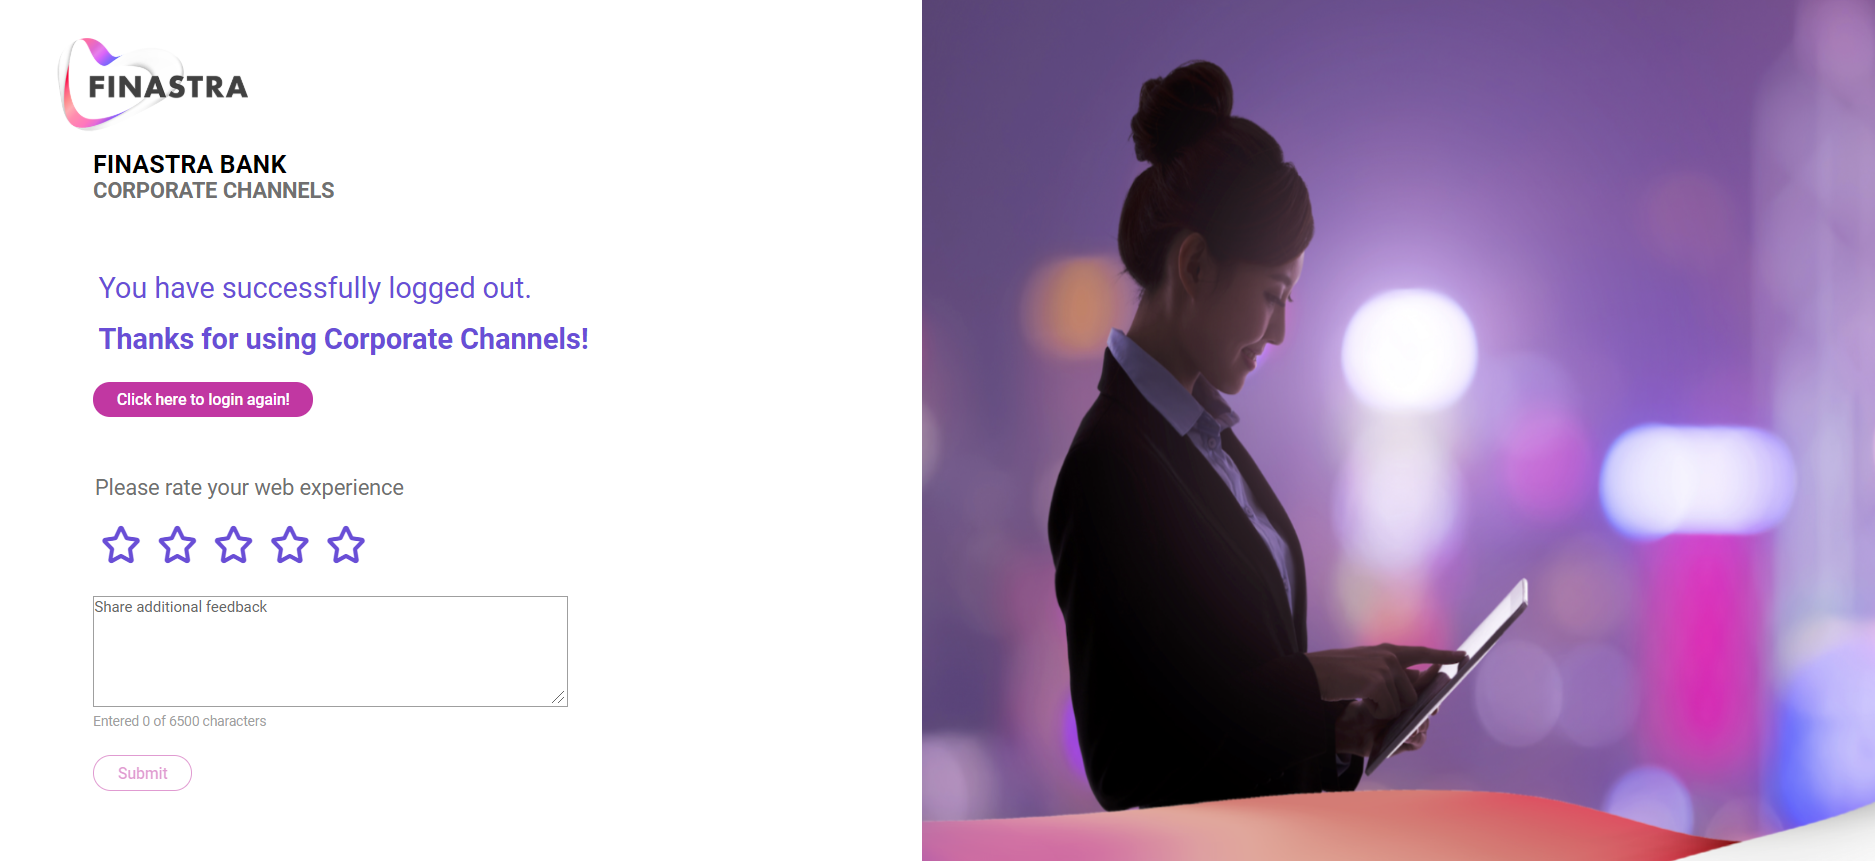 FINASTRA
FINASTRA BANK
CORPORATE CHANNELS
You have successfully logged out.
Thanks for using Corporate Channels!
Click here to login again!
Please rate your web experience
Share additional feedback
Entered 0 of 6500 characters
Submit